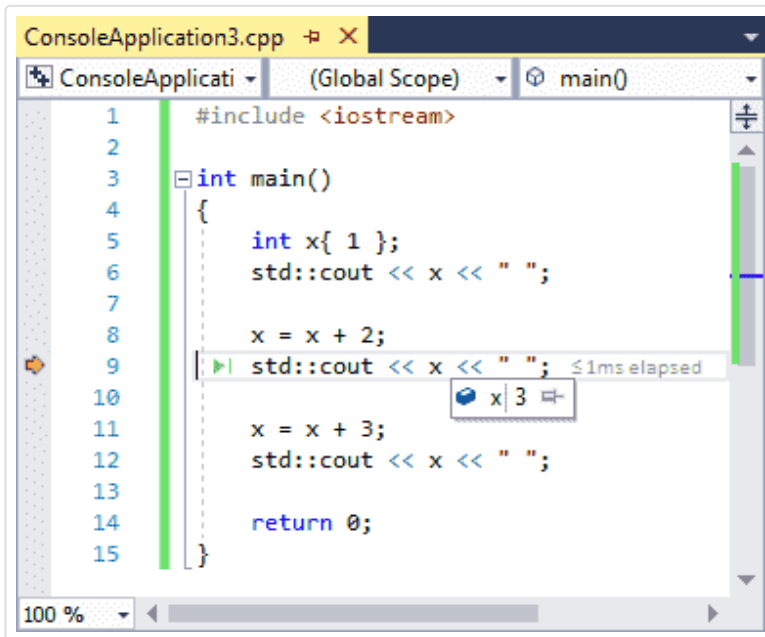 ConsoleApplication3.cpp
ConsoleApplicati (Global Scope) main()
1 #include <iostream>
2
3 int main()
4 {
5 int x{ 1 };
6 std::cout << x << " ";
7
8 x = x + 2;
9 std::cout << x << " "; ≤1ms elapsed
x 3
10
11 x = x + 3;
12 std::cout << x << " ";
13
14 return 0;
15 }
100 %